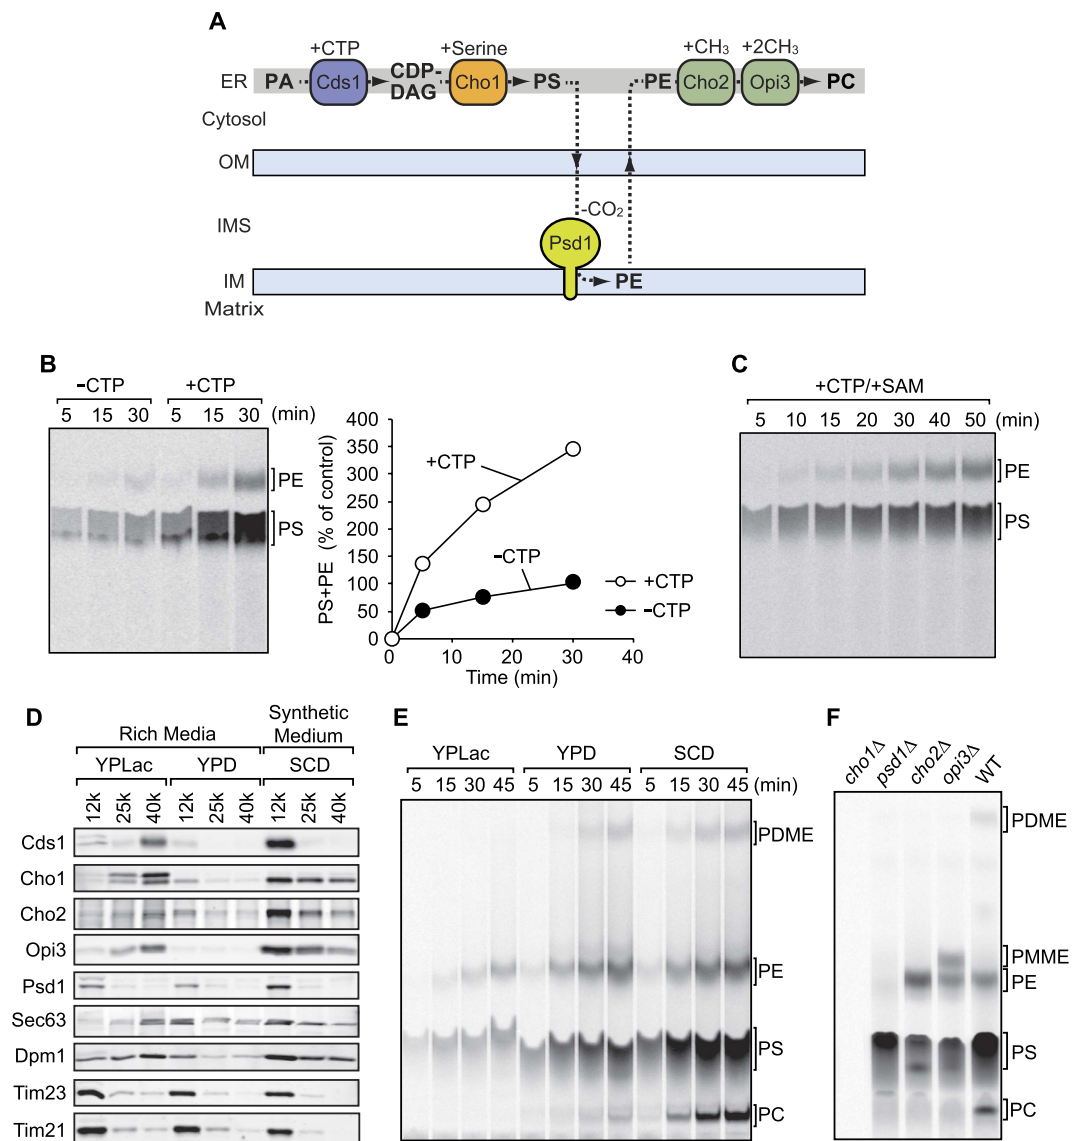 A
+CTP +Serine +CH₃ +2CH₃
ER PA Cds1 CDP-DAG Cho1 PS PE Cho2 Opi3 PC
Cytosol
OM
-CO₂
IMS
Psd1
IM PE
Matrix
B
–CTP +CTP
5 15 30 5 15 30 (min)
PE
PS
PS+PE (% of control)
400
350
300
250
200
150
100
50
0
0 10 20 30 40
Time (min)
+CTP
–CTP
+CTP
–CTP
C
+CTP/+SAM
5 10 15 20 30 40 50 (min)
PE
PS
D
Rich Media Synthetic Medium
YPLac YPD SCD
12k 25k 40k 12k 25k 40k 12k 25k 40k
Cds1
Cho1
Cho2
Opi3
Psd1
Sec63
Dpm1
Tim23
Tim21
E
YPLac YPD SCD
5 15 30 45 5 15 30 45 5 15 30 45 (min)
PDME
PE
PS
PC
F
cho1Δ psd1Δ cho2Δ opi3Δ WT
PDME
PMME
PE
PS
PC